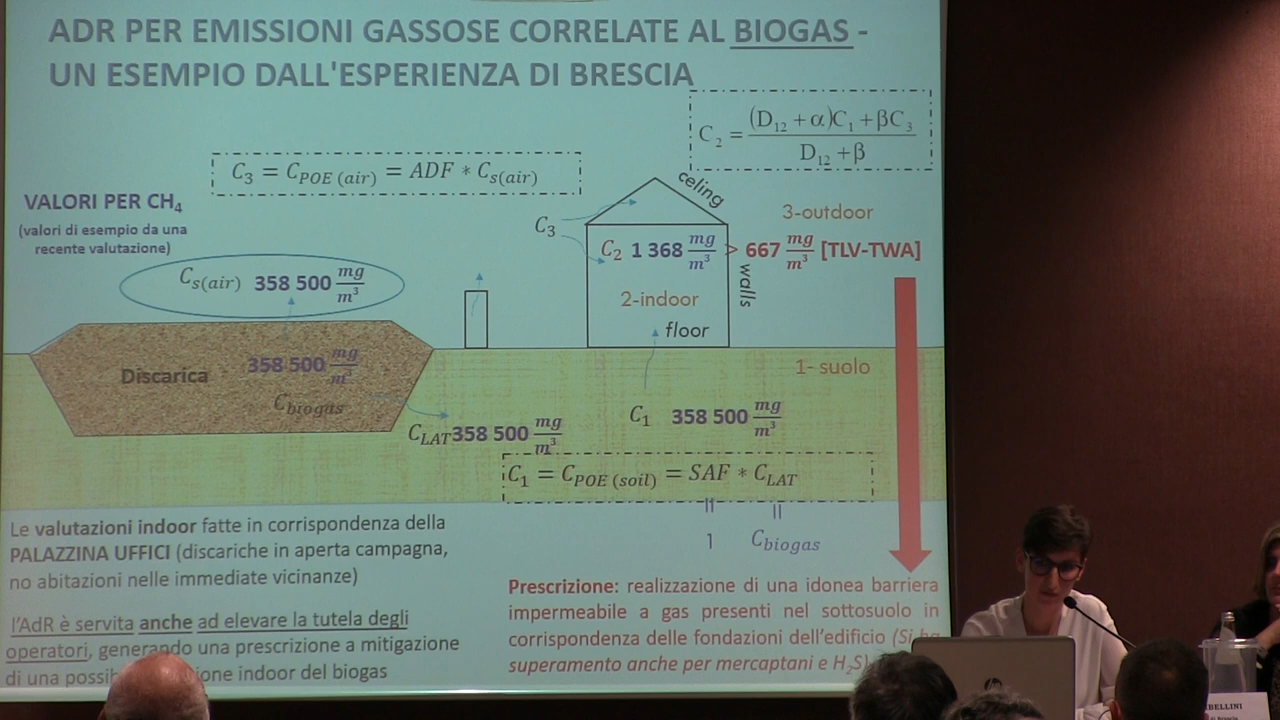 ADR PER EMISSIONI GASSOSE CORRELATE AL BIOGAS -
UN ESEMPIO DALL'ESPERIENZA DI BRESCIA
C₂ = (D₁₂ + α)C₁ + βC₃ / D₁₂ + β
C₃ = C_POE (air) = ADF * C_s(air)
VALORI PER CH₄
(valori di esempio da una
recente valutazione)
celing
3-outdoor
C₃
C₂ 1 368 mg/m³ > 667 mg/m³ [TLV-TWA]
C_s(air) 358 500 mg/m³
walls
2-indoor
floor
Discarica
358 500 mg/m³
C_biogas
1- suolo
C_LAT 358 500 mg/m³
C₁ 358 500 mg/m³
C₁ = C_POE (soil) = SAF * C_LAT
1 C_biogas
Le valutazioni indoor fatte in corrispondenza della
PALAZZINA UFFICI (discariche in aperta campagna,
no abitazioni nelle immediate vicinanze)
l'AdR è servita anche ad elevare la tutela degli
operatori, generando una prescrizione a mitigazione
di una indoor del biogas
Prescrizione: realizzazione di una idonea barriera
impermeabile a gas presenti nel sottosuolo in
corrispondenza delle fondazioni dell'edificio (Si ha
superamento anche per mercaptani e H₂S)